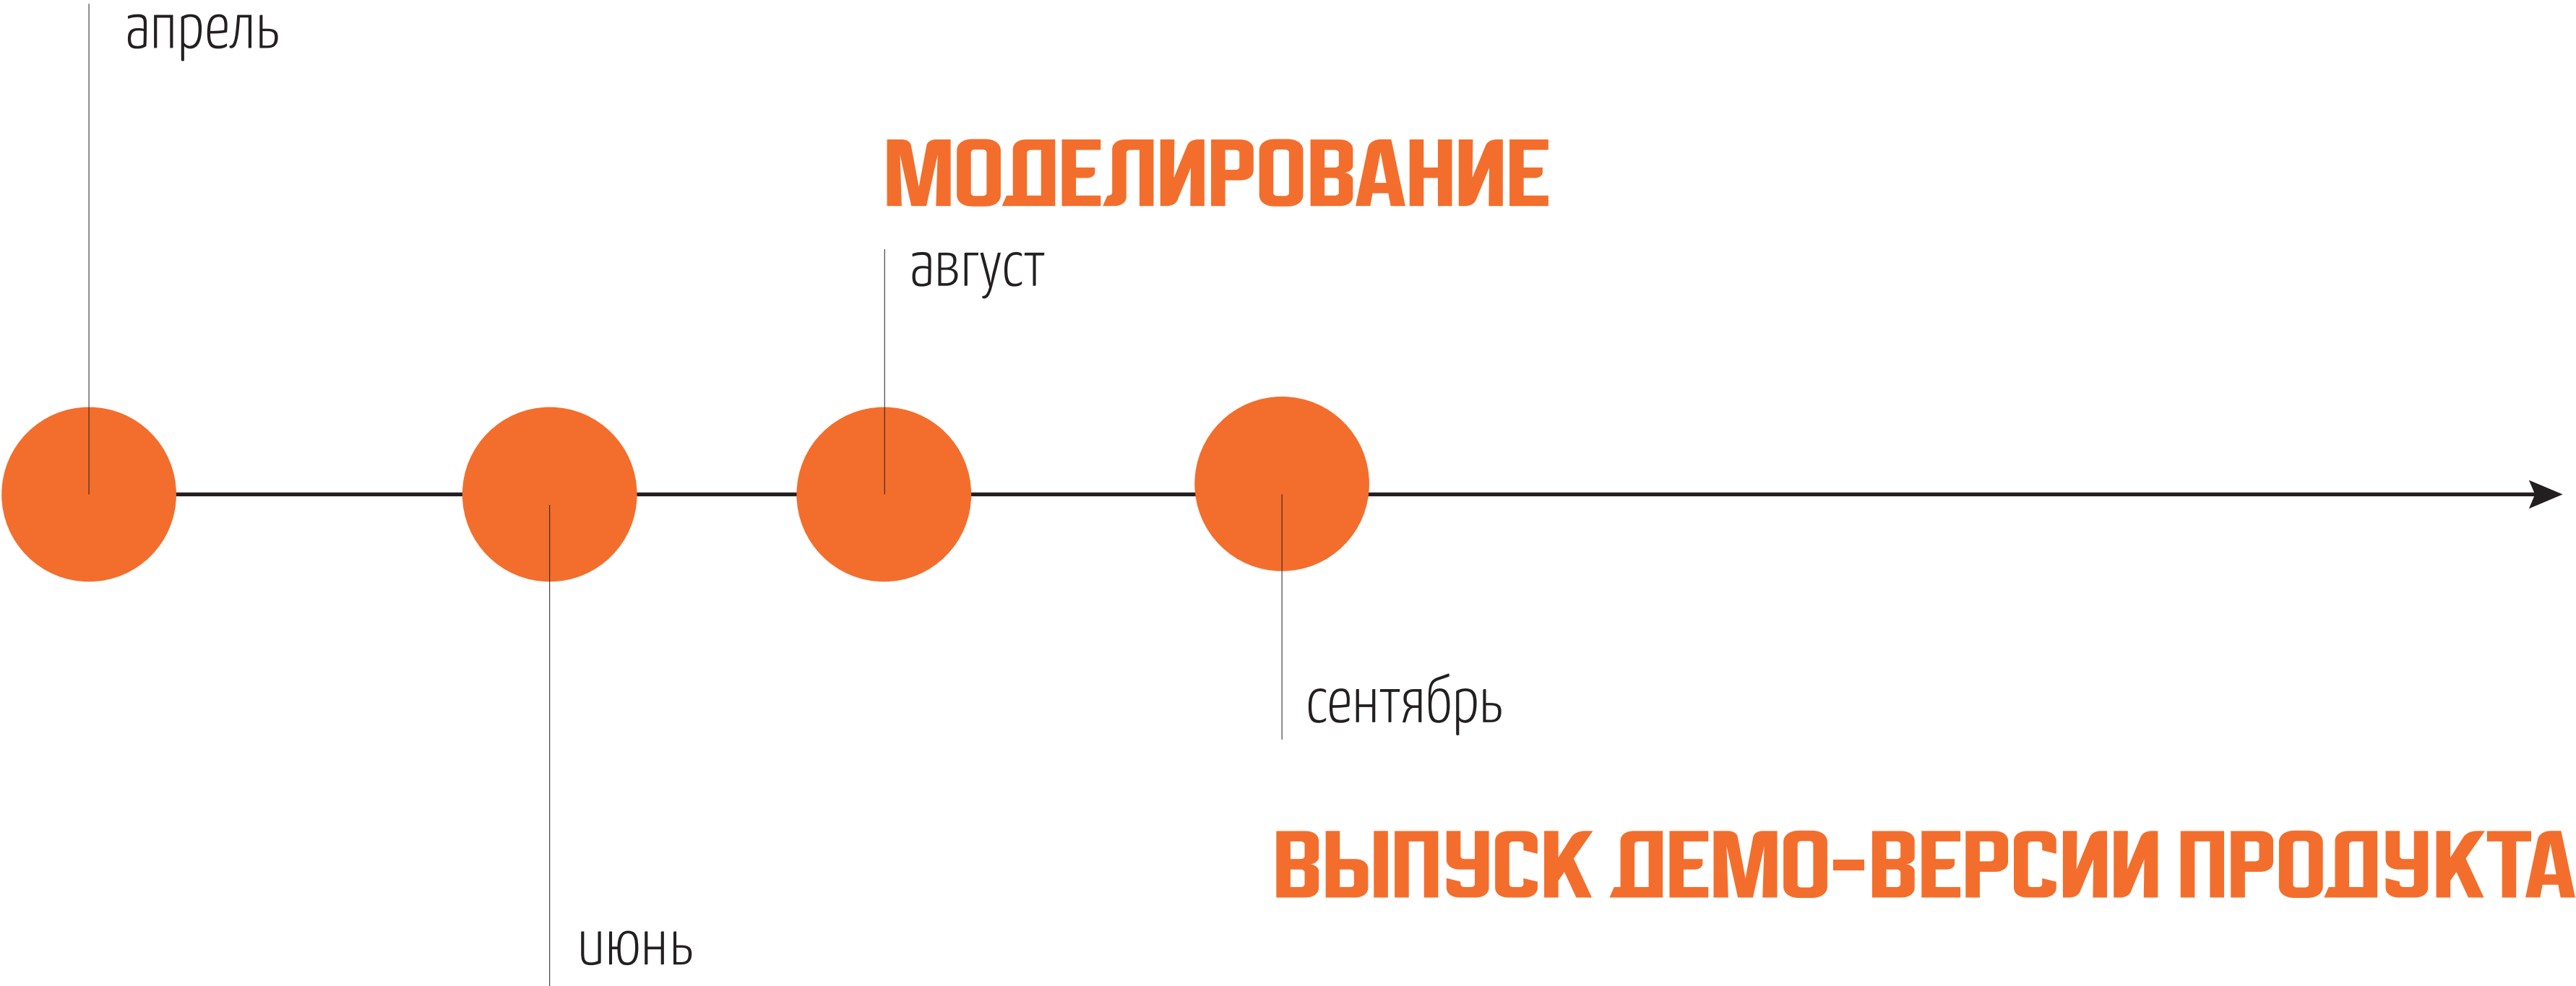 апрель
МОДЕЛИРОВАНИЕ
август
сентябрь
ВЫПУСК ДЕМО-ВЕРСИИ ПРОДУКТА
июнь